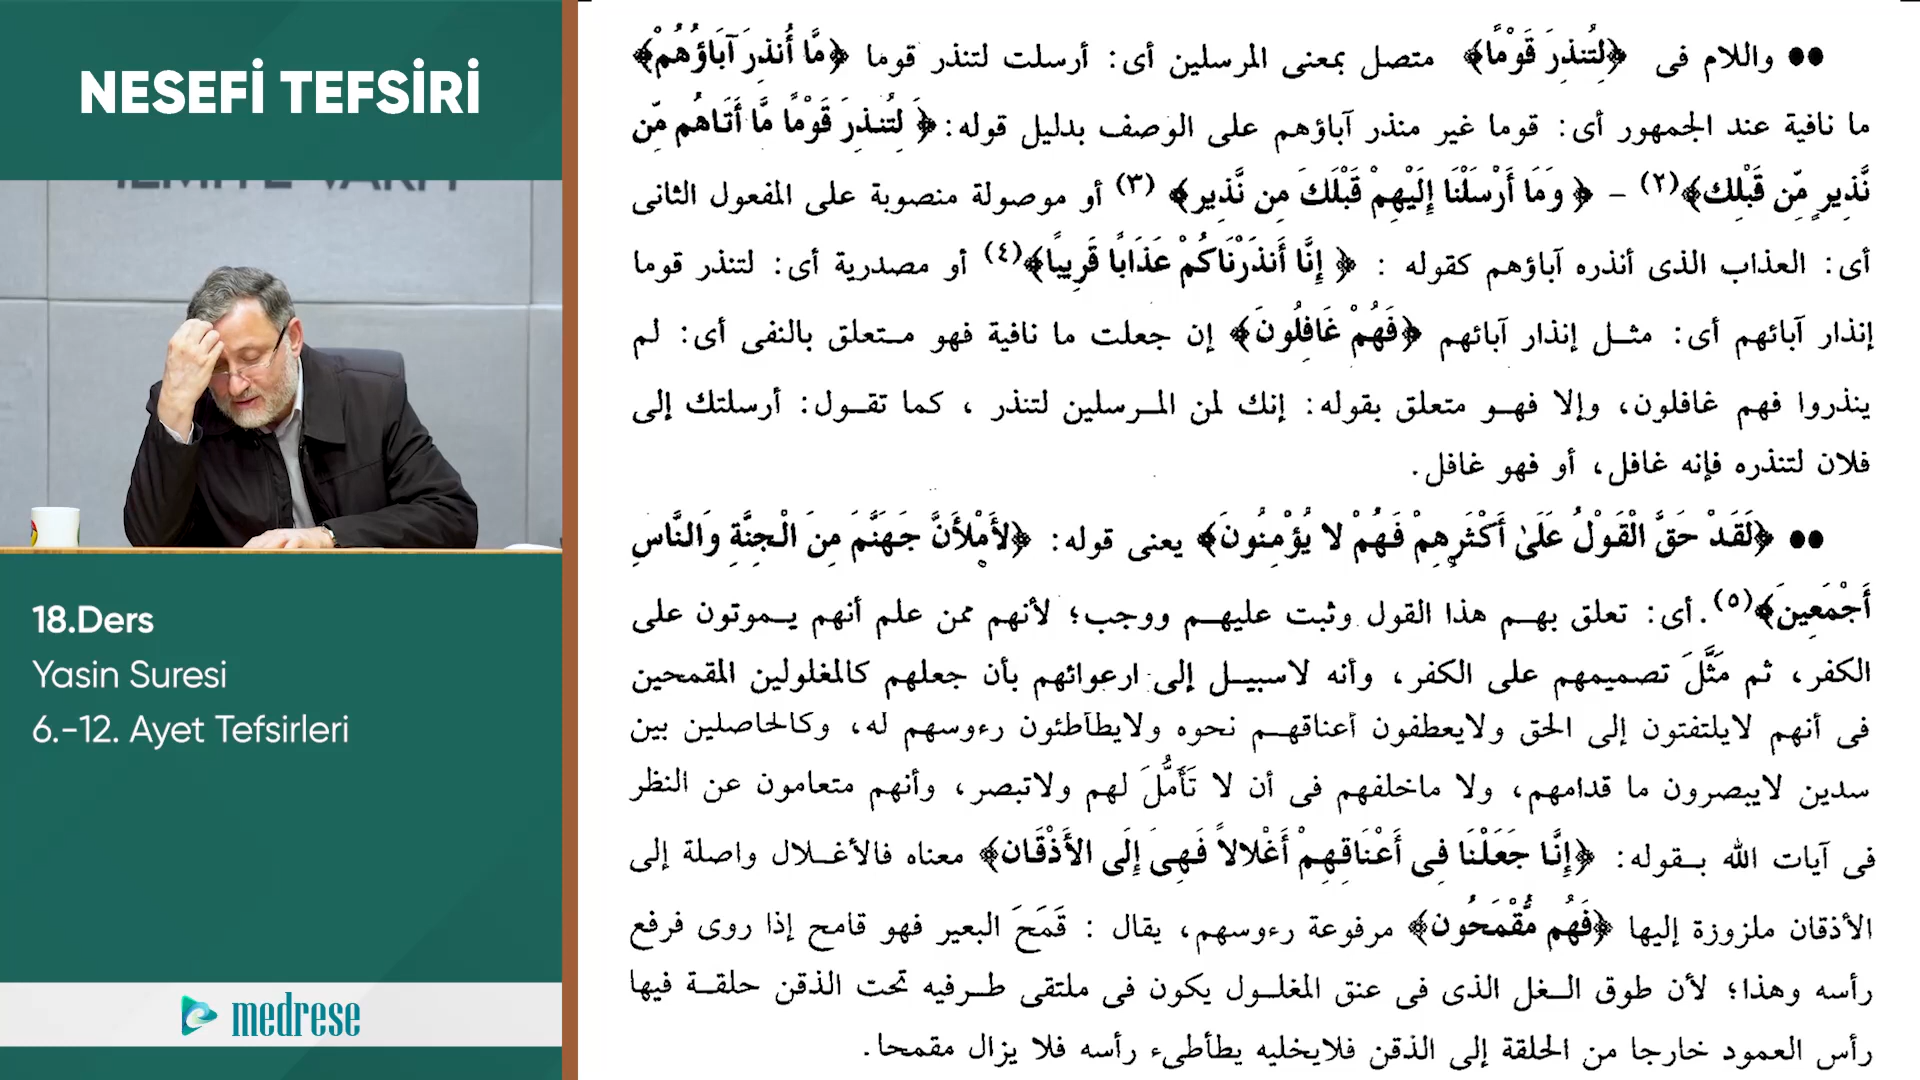 NESEFİ TEFSİRİ
18.Ders
Yasin Suresi
6.-12. Ayet Tefsirleri
medrese
●● واللام فى ﴿لِتُنذِرَ قَوْمًا﴾ متصل بمعنى المرسلين أى: أرسلت لتنذر قوما ﴿مَّا أُنذِرَ آبَاؤُهُمْ﴾
ما نافية عند الجمهور أى: قوما غير منذر آباؤهم على الوصف بدليل قوله: ﴿لِتُنذِرَ قَوْمًا مَّا أَتَاهُم مِّن
نَّذِيرٍ مِّن قَبْلِك﴾(٢) – ﴿وَمَا أَرْسَلْنَا إِلَيْهِمْ قَبْلَكَ مِن نَّذِير﴾ (٣) أو موصولة منصوبة على المفعول الثانى
أى: العذاب الذى أنذره آباؤهم كقوله : ﴿إِنَّا أَنذَرْنَاكُمْ عَذَابًا قَرِيبًا﴾(٤) أو مصدرية أى: لتنذر قوما
إنذار آبائهم أى: مثل إنذار آبائهم ﴿فَهُمْ غَافِلُونَ﴾ إن جعلت ما نافية فهو متعلق بالنفى أى: لم
ينذروا فهم غافلون، وإلا فهو متعلق بقوله: إنك لمن المرسلين لتنذر ، كما تقول: أرسلتك إلى
فلان لتنذره فإنه غافل، أو فهو غافل.
●● ﴿لَقَدْ حَقَّ الْقَوْلُ عَلَىٰ أَكْثَرِهِمْ فَهُمْ لا يُؤْمِنُونَ﴾ يعنى قوله: ﴿لأَمْلأَنَّ جَهَنَّمَ مِنَ الْجِنَّةِ وَالنَّاسِ
أَجْمَعِينَ﴾(٥). أى: تعلق بهم هذا القول وثبت عليهم ووجب؛ لأنهم ممن علم أنهم يموتون على
الكفر، ثم مَثَّلَ تصميمهم على الكفر، وأنه لاسبيل إلى ارعوائهم بأن جعلهم كالمغلولين المقمحين
فى أنهم لايلتفتون إلى الحق ولايعطفون أعناقهم نحوه ولايطأطئون رءوسهم له، وكالحاصلين بين
سدين لايبصرون ما قدامهم، ولا ماخلفهم فى أن لا تَأَمُّلَ لهم ولاتبصر، وأنهم متعامون عن النظر
فى آيات الله بقوله: ﴿إِنَّا جَعَلْنَا فِى أَعْنَاقِهِمْ أَغْلالاً فَهِىَ إِلَى الأَذْقَان﴾ معناه فالأغلال واصلة إلى
الأذقان ملزوزة إليها ﴿فَهُم مُّقْمَحُون﴾ مرفوعة رءوسهم، يقال : قَمَحَ البعير فهو قامح إذا روى فرفع
رأسه وهذا؛ لأن طوق الغل الذى فى عنق المغلول يكون فى ملتقى طرفيه تحت الذقن حلقة فيها
رأس العمود خارجا من الحلقة إلى الذقن فلايخليه يطأطىء رأسه فلا يزال مقمحا.